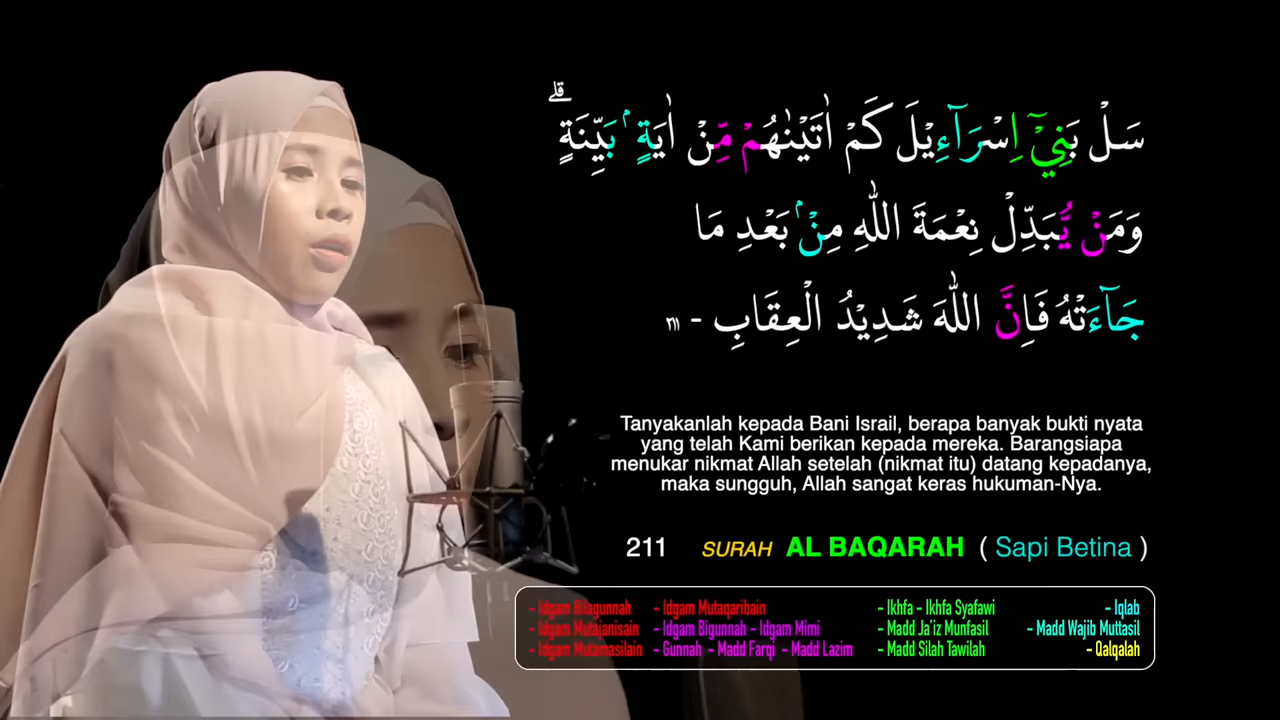 سَلْ بَنِيْٓ اِسْرَاۤءِيْلَ كَمْ اٰتَيْنٰهُمْ مِّنْ اٰيَةٍ ۢ بَيِّنَةٍ ۗ
وَمَنْ يُّبَدِّلْ نِعْمَةَ اللّٰهِ مِنْۢ بَعْدِ مَا
جَاۤءَتْهُ فَاِنَّ اللّٰهَ شَدِيْدُ الْعِقَابِ - ٢١١
Tanyakanlah kepada Bani Israil, berapa banyak bukti nyata
yang telah Kami berikan kepada mereka. Barangsiapa
menukar nikmat Allah setelah (nikmat itu) datang kepadanya,
maka sungguh, Allah sangat keras hukuman-Nya.
211 SURAH AL BAQARAH ( Sapi Betina )
- Idgam Bilagunnah - Idgam Mutaqaribain - Ikhfa - Ikhfa Syafawi - Iqlab
- Idgam Mutajanisain - Idgam Bigunnah - Idgam Mimi - Madd Ja'iz Munfasil - Madd Wajib Muttasil
- Idgam Mutamasilain - Gunnah - Madd Farqi - Madd Lazim - Madd Silah Tawilah - Qalqalah